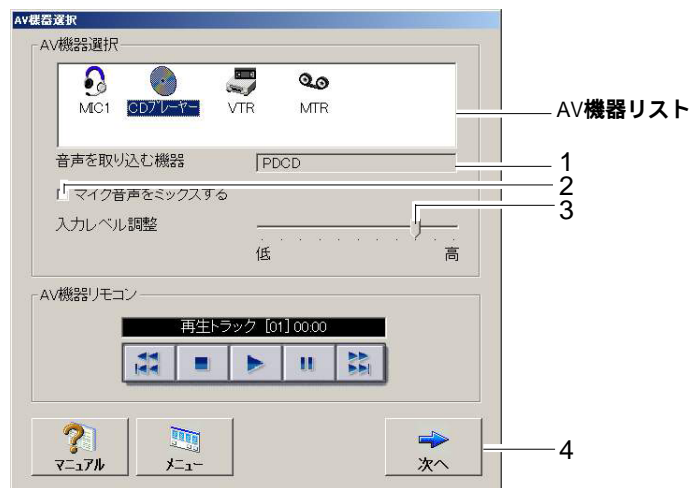 AV機器選択
AV機器選択
MIC1 CDプレーヤー VTR MTR
AV機器リスト
音声を取り込む機器 PDCD 1
2
マイク音声をミックスする
3
入力レベル調整
低 高
AV機器リモコン
再生トラック [01] 00:00
マニュアル メニュー 次へ 4